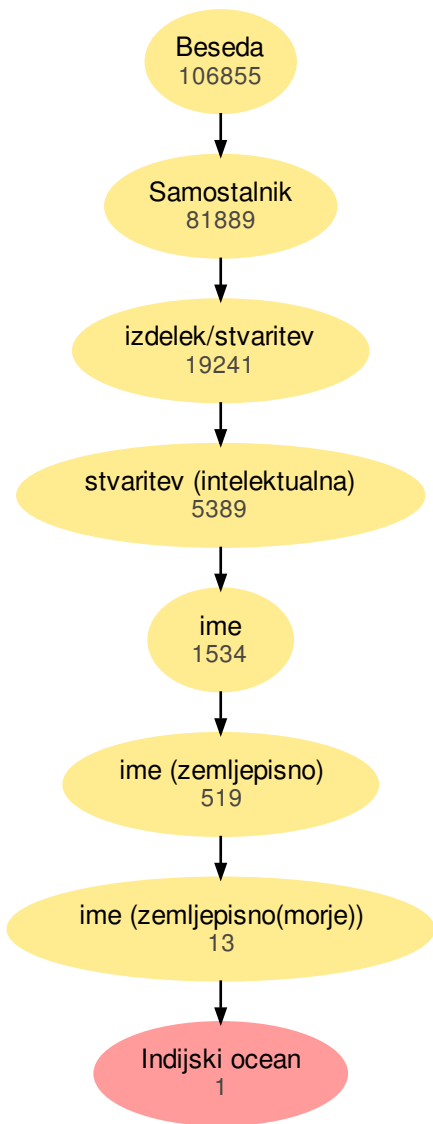 Beseda
106855
Samostalnik
81889
izdelek/stvaritev
19241
stvaritev (intelektualna)
5389
ime
1534
ime (zemljepisno)
519
ime (zemljepisno(morje))
13
Indijski ocean
1